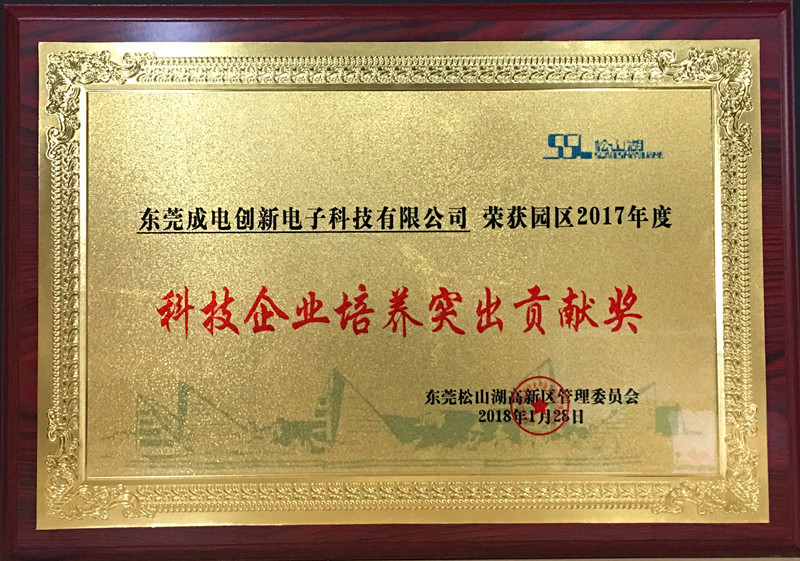 SSL 松山湖
SONGSHANLAKE
东莞成电创新电子科技有限公司 荣获园区2017年度
科技企业培养突出贡献奖
东莞松山湖高新区管理委员会
2018年1月28日